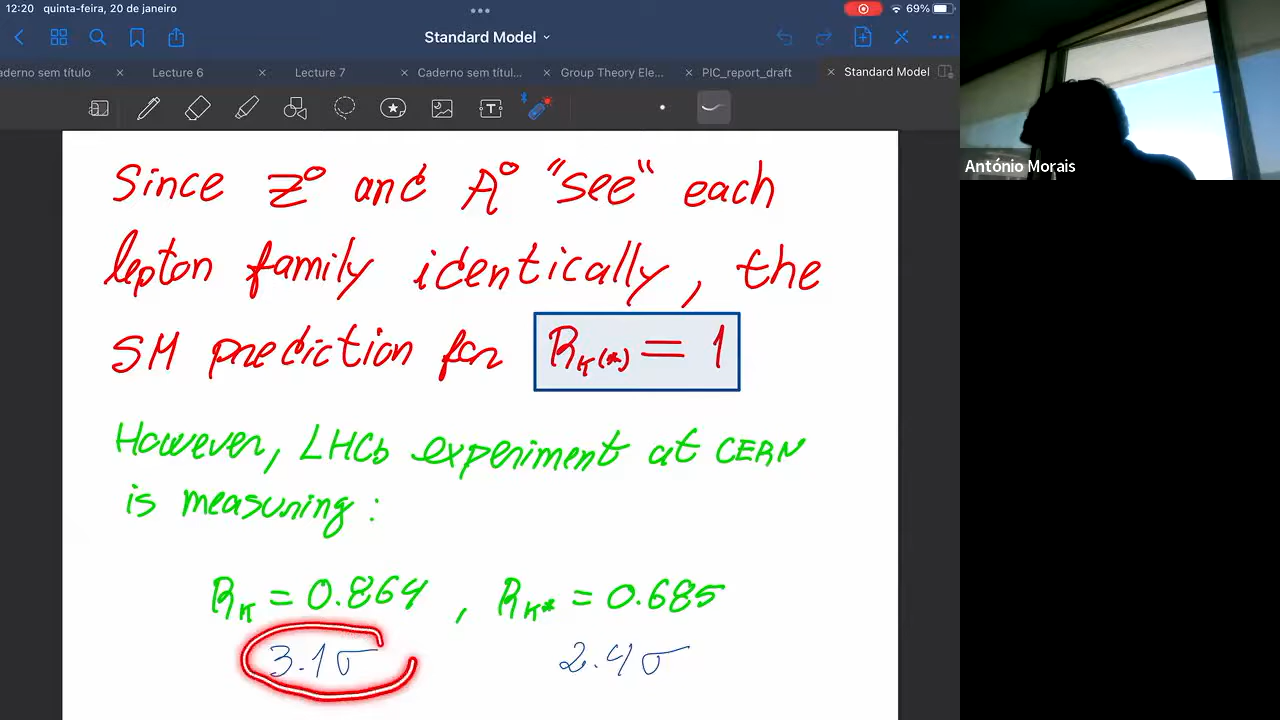 12:20 quinta-feira, 20 de janeiro
69%
Standard Model
aderno sem título
Lecture 6
Lecture 7
Caderno sem títul...
Group Theory Ele...
PIC_report_draft
Standard Model
António Morais
Since Z⁰ and A⁰ "see" each
lepton family identically, the
SM prediction for R_K(*) = 1
However, LHCb experiment at CERN
is measuring:
R_K = 0.864 , R_K* = 0.685
3.1σ 2.4σ